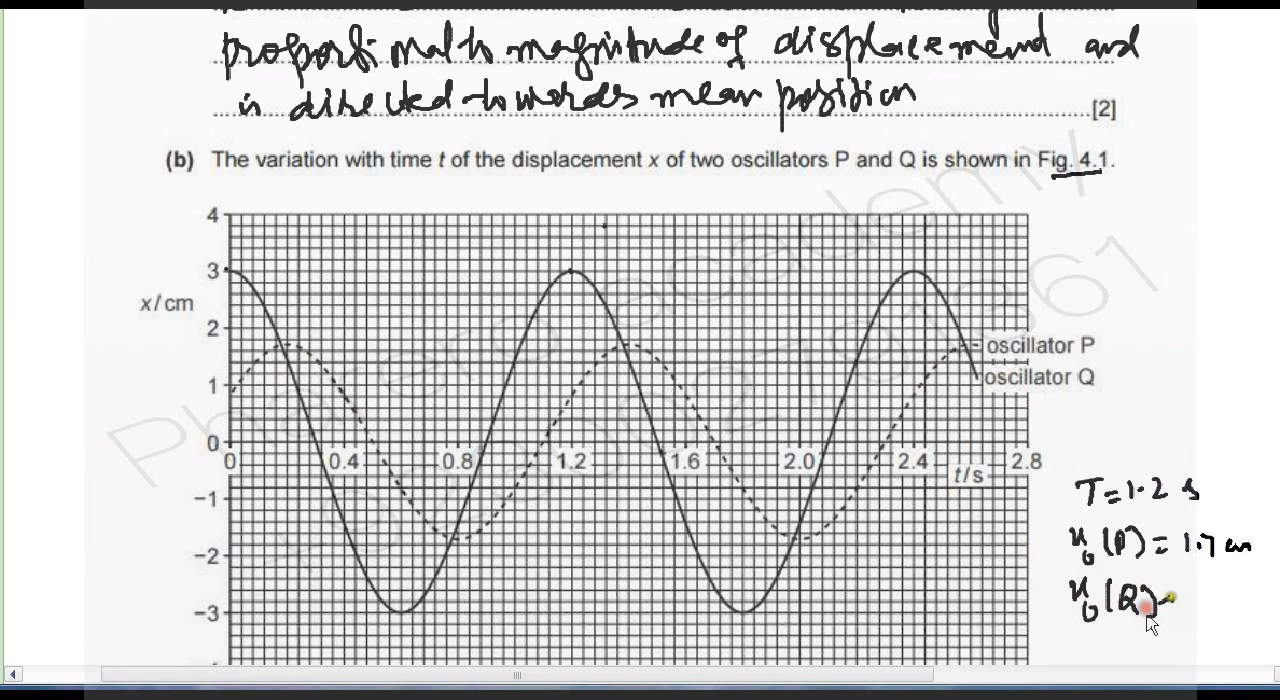 proportional to magnitude of displacement and
is directed towards mean position
[2]
(b) The variation with time t of the displacement x of two oscillators P and Q is shown in Fig. 4.1.
4
3
x/cm
2
oscillator P
1
oscillator Q
0
0 0.4 0.8 1.2 1.6 2.0 2.4 2.8
t/s
−1
T = 1.2 s
−2
x₀ (P) = 1.7 cm
x₀ (Q)
−3